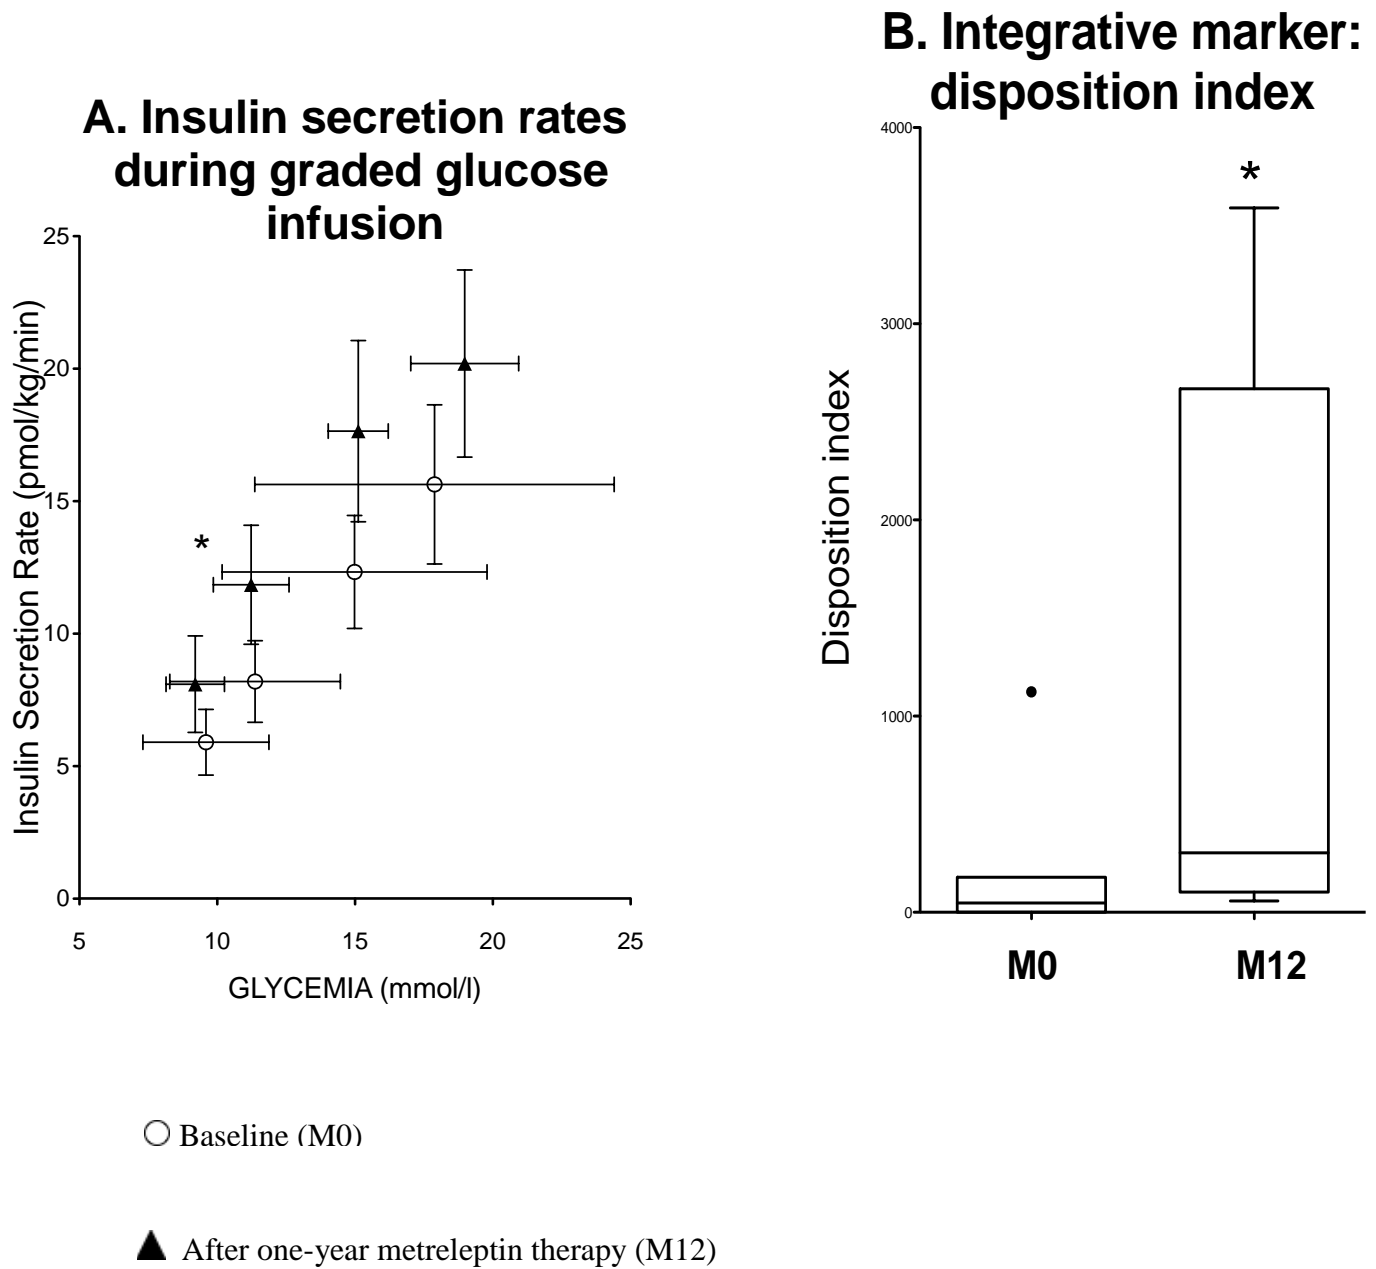 A. Insulin secretion rates
during graded glucose
infusion
25
20
15
10
5
0
Insulin Secretion Rate (pmol/kg/min)
*
5 10 15 20 25
GLYCEMIA (mmol/l)
B. Integrative marker:
disposition index
4000
3000
2000
1000
0
Disposition index
*
M0 M12
Baseline (M0)
After one-year metreleptin therapy (M12)